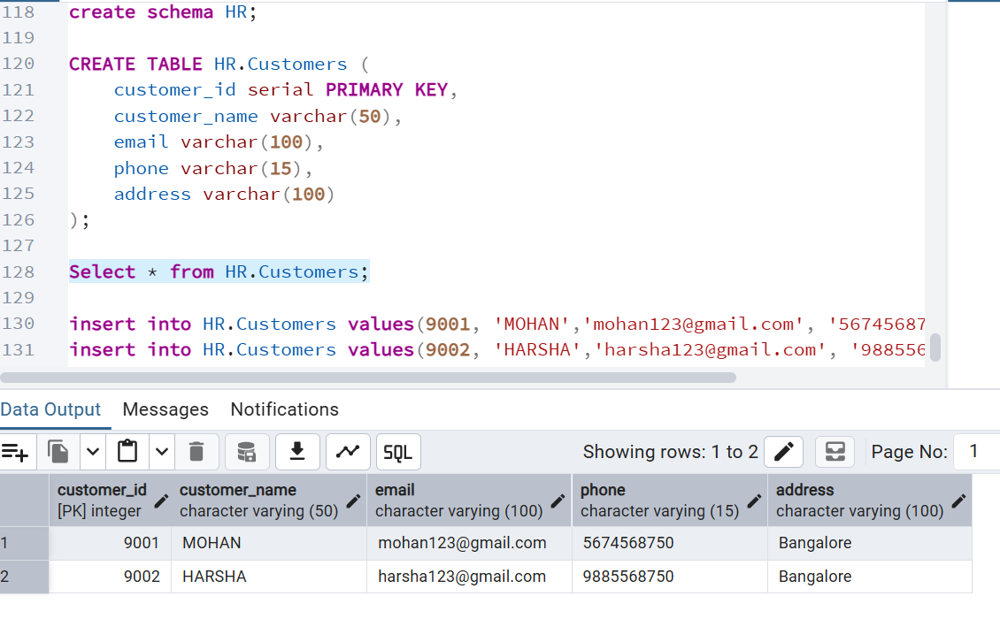 118 create schema HR;
119
120 CREATE TABLE HR.Customers (
121 customer_id serial PRIMARY KEY,
122 customer_name varchar(50),
123 email varchar(100),
124 phone varchar(15),
125 address varchar(100)
126 );
127
128 Select * from HR.Customers;
129
130 insert into HR.Customers values(9001, 'MOHAN','mohan123@gmail.com', '56745687
131 insert into HR.Customers values(9002, 'HARSHA','harsha123@gmail.com', '988556
Data Output Messages Notifications
SQL Showing rows: 1 to 2 Page No: 1
customer_id customer_name email phone address
[PK] integer character varying (50) character varying (100) character varying (15) character varying (100)
1 9001 MOHAN mohan123@gmail.com 5674568750 Bangalore
2 9002 HARSHA harsha123@gmail.com 9885568750 Bangalore